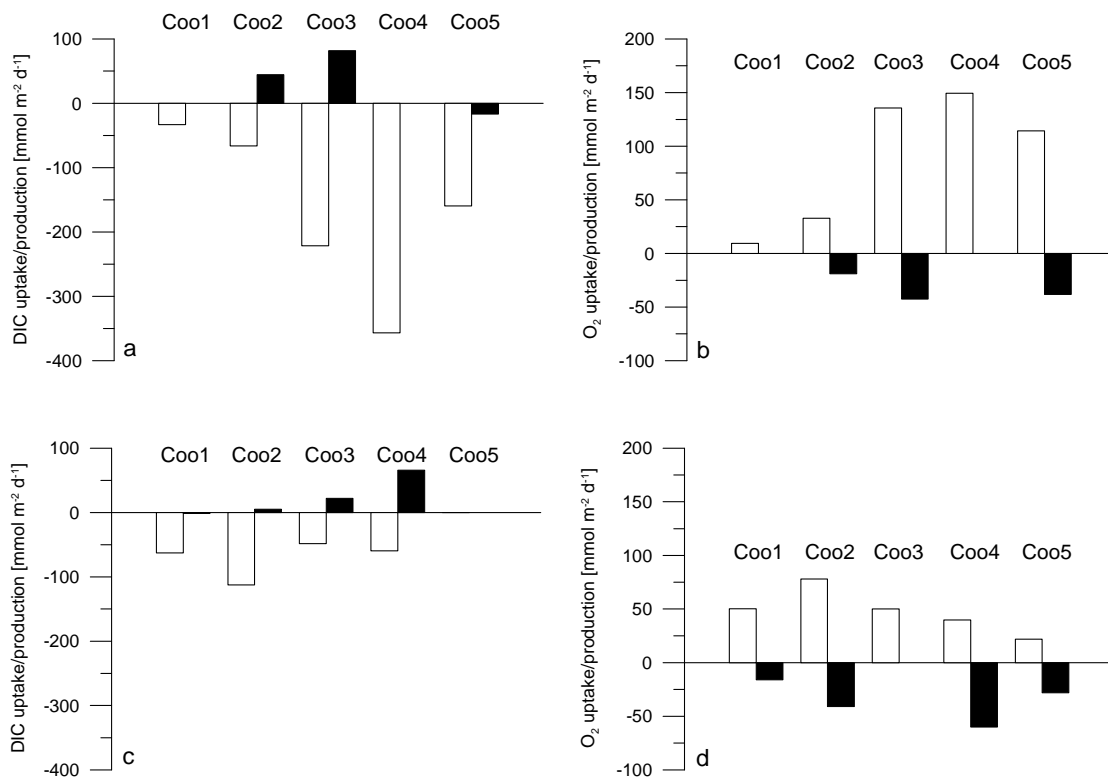 Coo1 Coo2 Coo3 Coo4 Coo5
DIC uptake/production [mmol m⁻² d⁻¹]
100
0
-100
-200
-300
-400
a
Coo1 Coo2 Coo3 Coo4 Coo5
O₂ uptake/production [mmol m⁻² d⁻¹]
200
150
100
50
0
-50
-100
b
Coo1 Coo2 Coo3 Coo4 Coo5
DIC uptake/production [mmol m⁻² d⁻¹]
100
0
-100
-200
-300
-400
c
Coo1 Coo2 Coo3 Coo4 Coo5
O₂ uptake/production [mmol m⁻² d⁻¹]
200
150
100
50
0
-50
-100
d